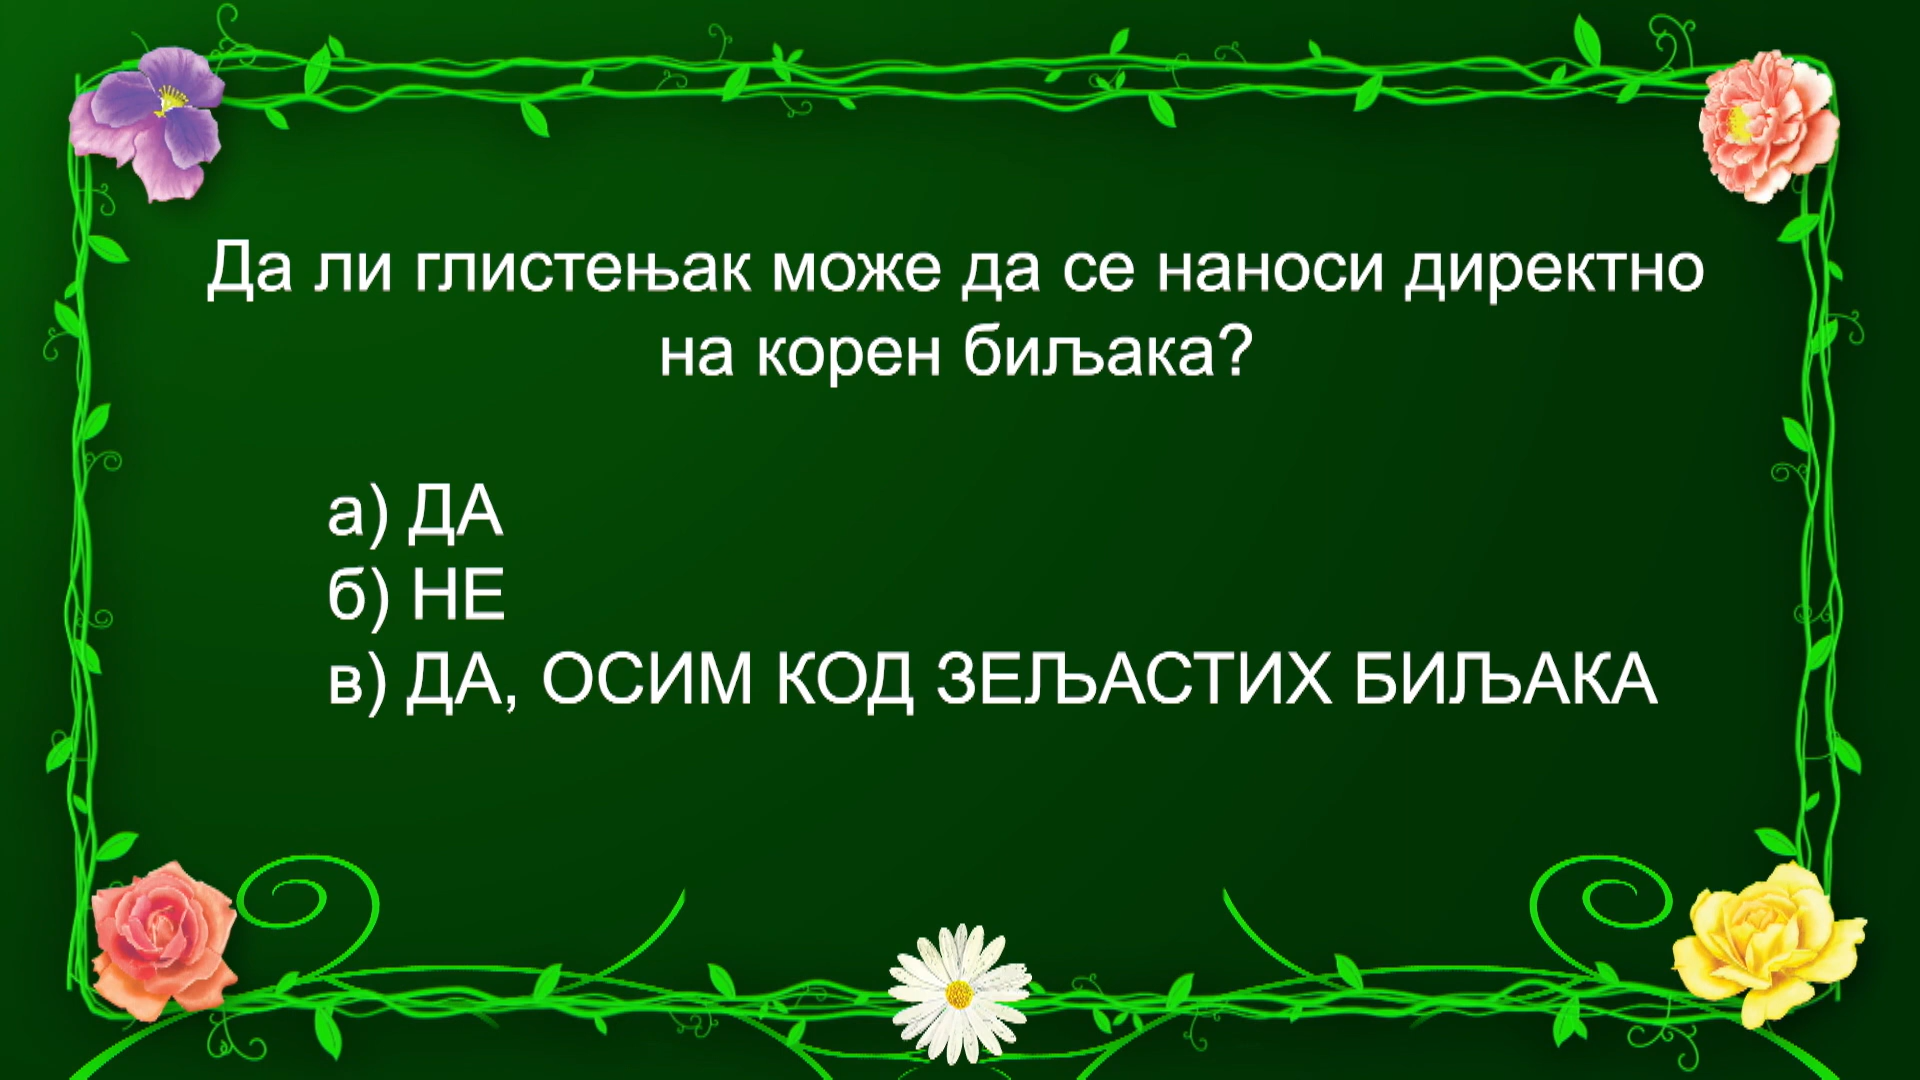 Да ли глистењак може да се наноси директно
на корен биљака?
а) ДА
б) НЕ
в) ДА, ОСИМ КОД ЗЕЉАСТИХ БИЉАКА